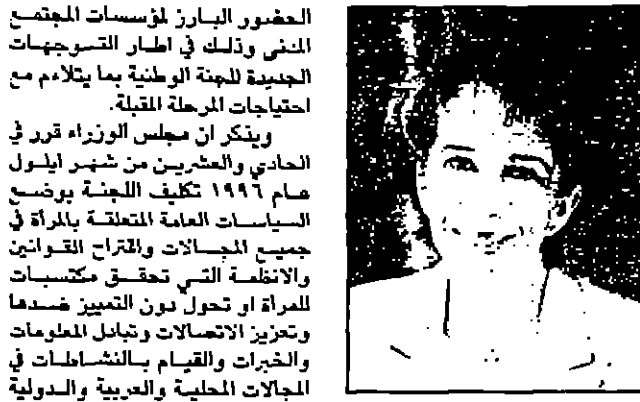 الحضور البارز لمؤسسات المجتمع
المدني وذلك في اطار التوجهات
الجديدة للجنة الوطنية بما يتلاءم مع
احتياجات المرحلة المقبلة.
ويذكر ان مجلس الوزراء قرر في
الحادي والعشرين من شهر ايلول
عام ١٩٩٦ تكليف اللجنة بوضع
السياسات العامة المتعلقة بالمرأة في
جميع المجالات واقتراح القوانين
والانظمة التي تحقق مكتسبات
للمرأة او تحول دون التمييز ضدها
وتعزيز الاتصالات وتبادل المعلومات
والخبرات والقيام بالنشاطات في
المجالات المحلية والعربية والدولية